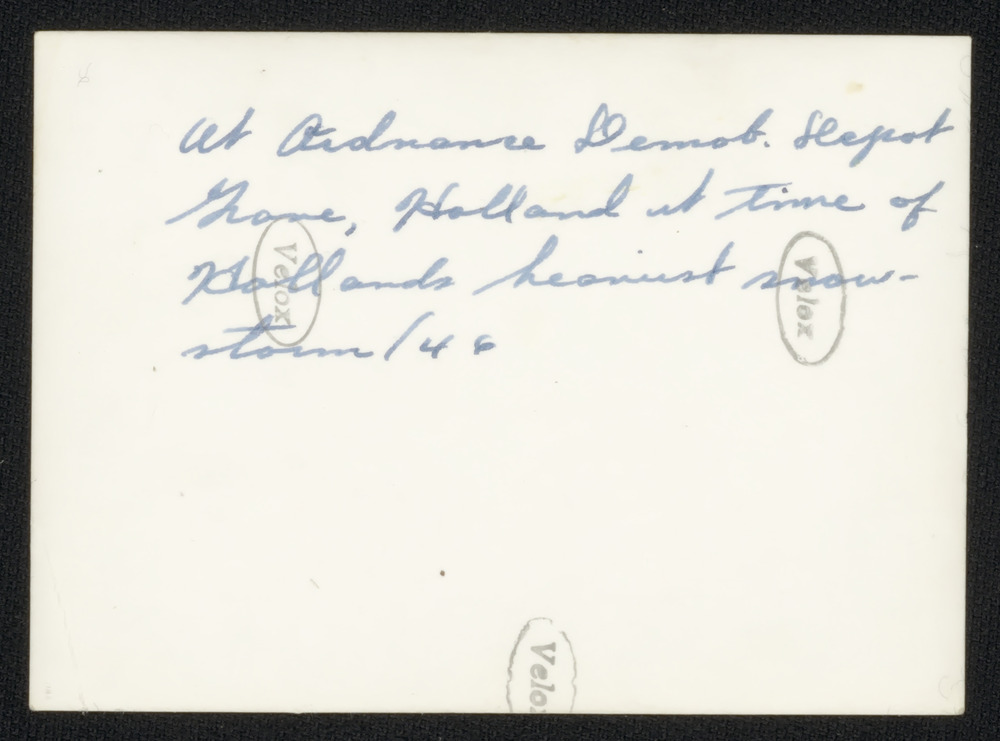 At Ordnance Demob. Depot
Grave, Holland at time of
Hollands heaviest snow-
storm/46
Velox
Velox
Velox